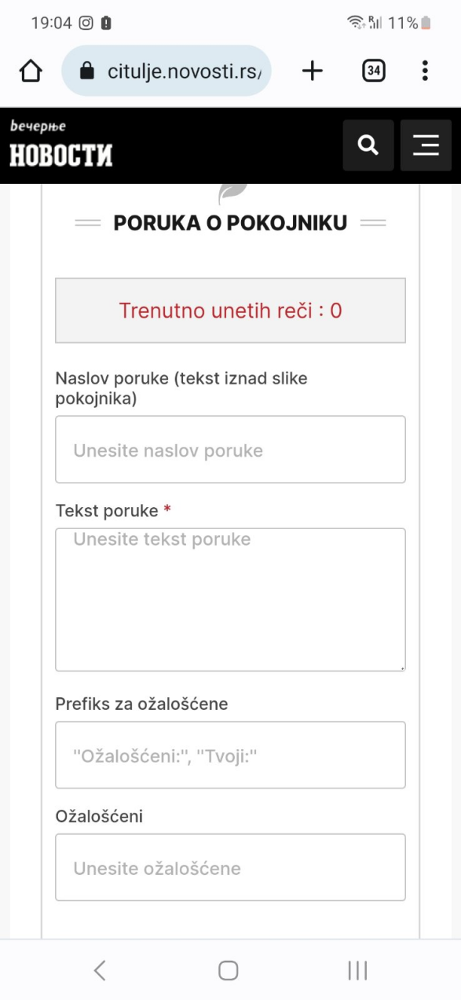 19:04
11%
citulje.novosti.rs/
34
вечерње
НОВОСТИ
PORUKA O POKOJNIKU
Trenutno unetih reči : 0
Naslov poruke (tekst iznad slike
pokojnika)
Unesite naslov poruke
Tekst poruke *
Unesite tekst poruke
Prefiks za ožalošćene
"Ožalošćeni:", "Tvoji:"
Ožalošćeni
Unesite ožalošćene